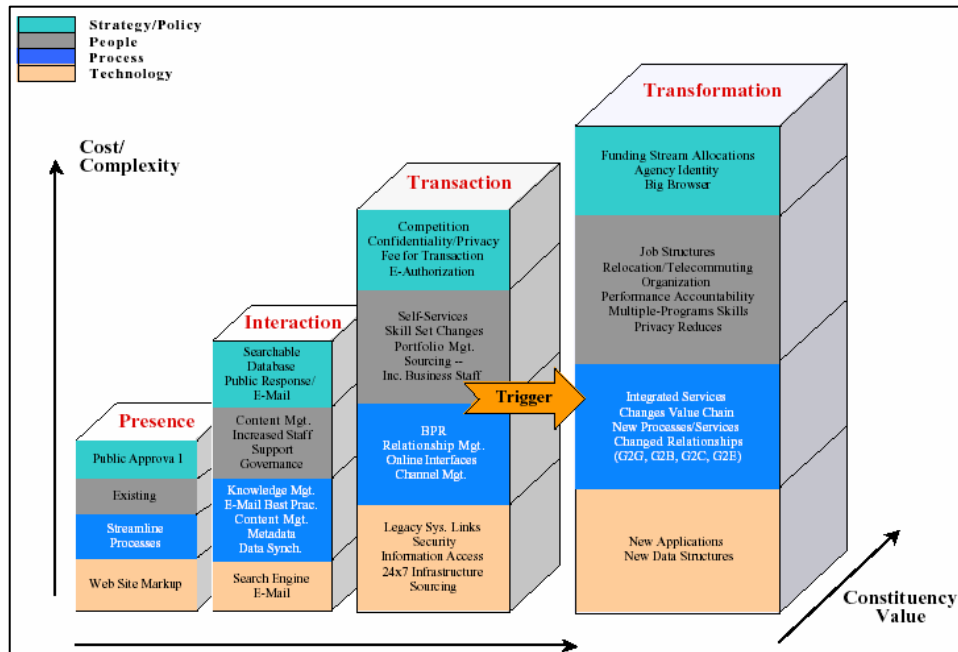 Strategy/Policy
People
Process
Technology
Cost/
Complexity
Presence
Public Approva l
Existing
Streamline
Processes
Web Site Markup
Interaction
Searchable
Database
Public Response/
E-Mail
Content Mgt.
Increased Staff
Support
Governance
Knowledge Mgt.
E-Mail Best Prac.
Content Mgt.
Metadata
Data Synch.
Search Engine
E-Mail
Transaction
Competition
Confidentiality/Privacy
Fee for Transaction
E-Authorization
Self-Services
Skill Set Changes
Portfolio Mgt.
Sourcing --
Inc. Business Staff
BPR
Relationship Mgt.
Online Interfaces
Channel Mgt.
Legacy Sys. Links
Security
Information Access
24x7 Infrastructure
Sourcing
Trigger
Transformation
Funding Stream Allocations
Agency Identity
Big Browser
Job Structures
Relocation/Telecommuting
Organization
Performance Accountability
Multiple-Programs Skills
Privacy Reduces
Integrated Services
Changes Value Chain
New Processes/Services
Changed Relationships
(G2G, G2B, G2C, G2E)
New Applications
New Data Structures
Constituency
Value